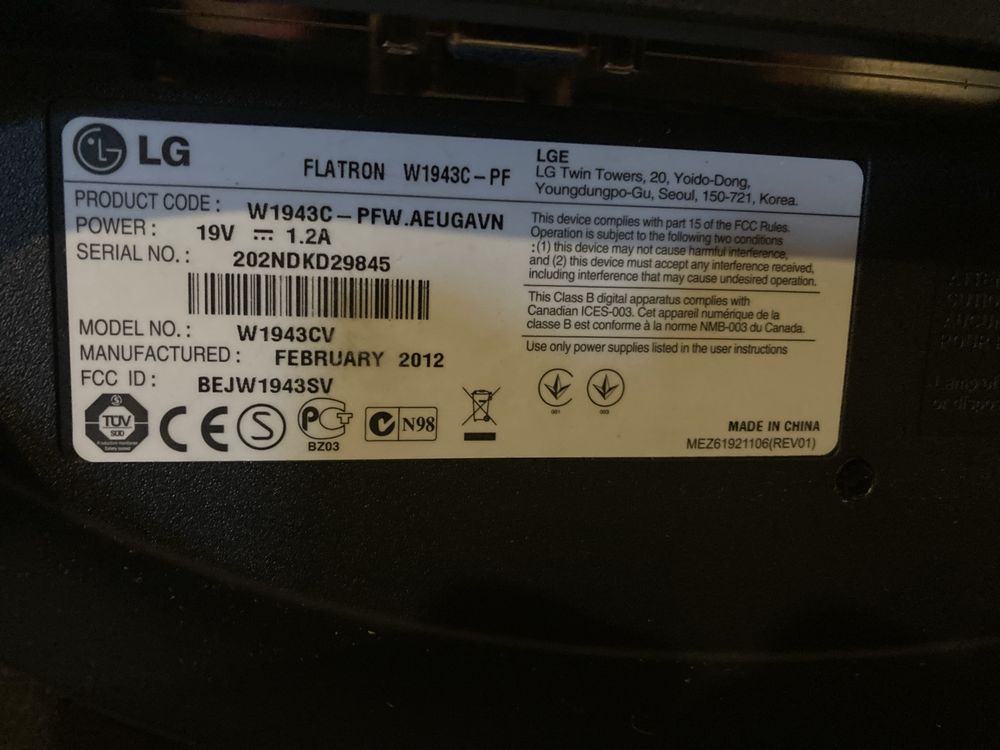 LG
FLATRON W1943C-PF
LGE
LG Twin Towers, 20, Yoido-Dong,
Youngdungpo-Gu, Seoul, 150-721, Korea.
PRODUCT CODE : W1943C-PFW.AEUGAVN
POWER : 19V 1.2A
SERIAL NO. : 202NDKD29845
MODEL NO. : W1943CV
MANUFACTURED : FEBRUARY 2012
FCC ID : BEJW1943SV
This device complies with part 15 of the FCC Rules.
Operation is subject to the following two conditions
:(1) this device may not cause harmful interference,
and (2) this device must accept any interference received,
including interference that may cause undesired operation.
This Class B digital apparatus complies with
Canadian ICES-003. Cet appareil numérique de la
classe B est conforme à la norme NMB-003 du Canada.
Use only power supplies listed in the user instructions
001 003
TÜV
SÜD
CE
S
PCT
BZ03
N98
MADE IN CHINA
MEZ61921106(REV01)